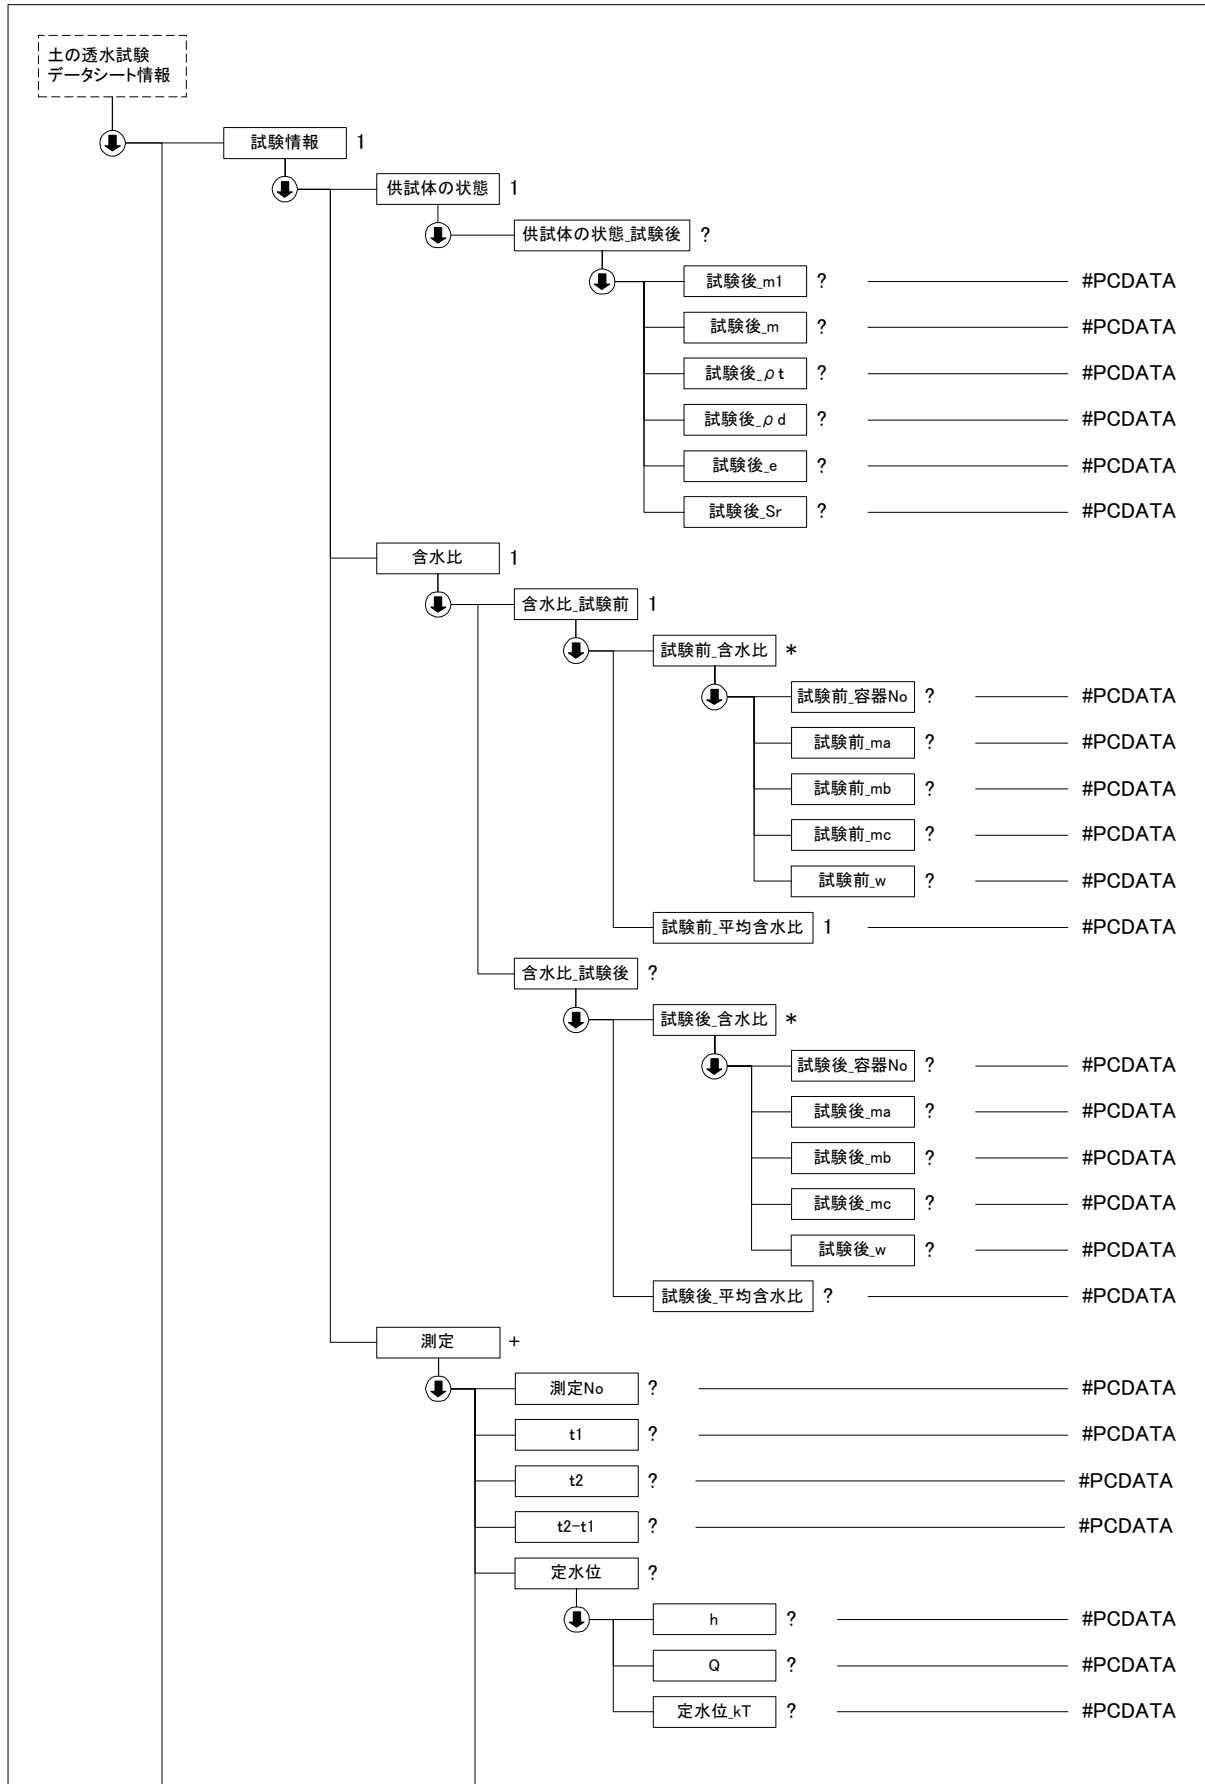 土の透水試験
データシート情報
試験情報 1
供試体の状態 1
供試体の状態_試験後 ?
試験後_m1 ? #PCDATA
試験後_m ? #PCDATA
試験後_ρt ? #PCDATA
試験後_ρd ? #PCDATA
試験後_e ? #PCDATA
試験後_Sr ? #PCDATA
含水比 1
含水比_試験前 1
試験前_含水比 *
試験前_容器No ? #PCDATA
試験前_ma ? #PCDATA
試験前_mb ? #PCDATA
試験前_mc ? #PCDATA
試験前_w ? #PCDATA
試験前_平均含水比 1 #PCDATA
含水比_試験後 ?
試験後_含水比 *
試験後_容器No ? #PCDATA
試験後_ma ? #PCDATA
試験後_mb ? #PCDATA
試験後_mc ? #PCDATA
試験後_w ? #PCDATA
試験後_平均含水比 ? #PCDATA
測定 +
測定No ? #PCDATA
t1 ? #PCDATA
t2 ? #PCDATA
t2-t1 ? #PCDATA
定水位 ?
h ? #PCDATA
Q ? #PCDATA
定水位_kT ? #PCDATA